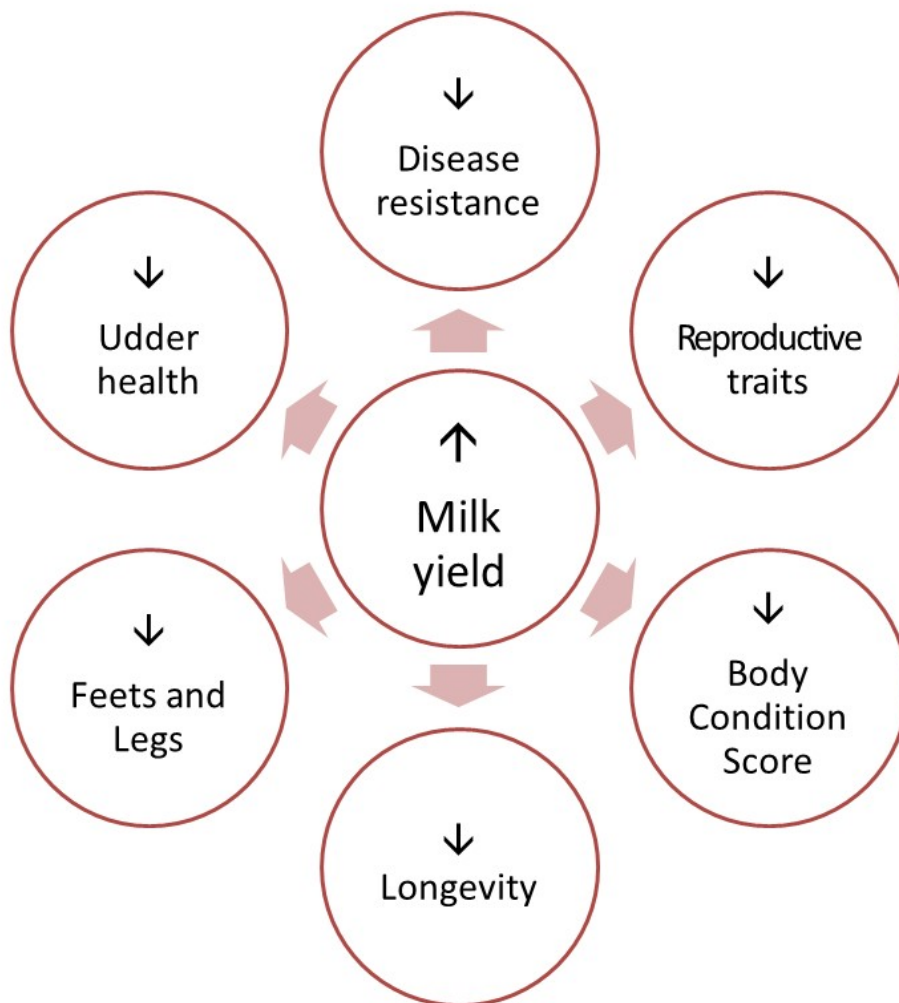 ↓
Disease
resistance
↓
Udder
health
↓
Reproductive
traits
↑
Milk
yield
↓
Feets and
Legs
↓
Body
Condition
Score
↓
Longevity